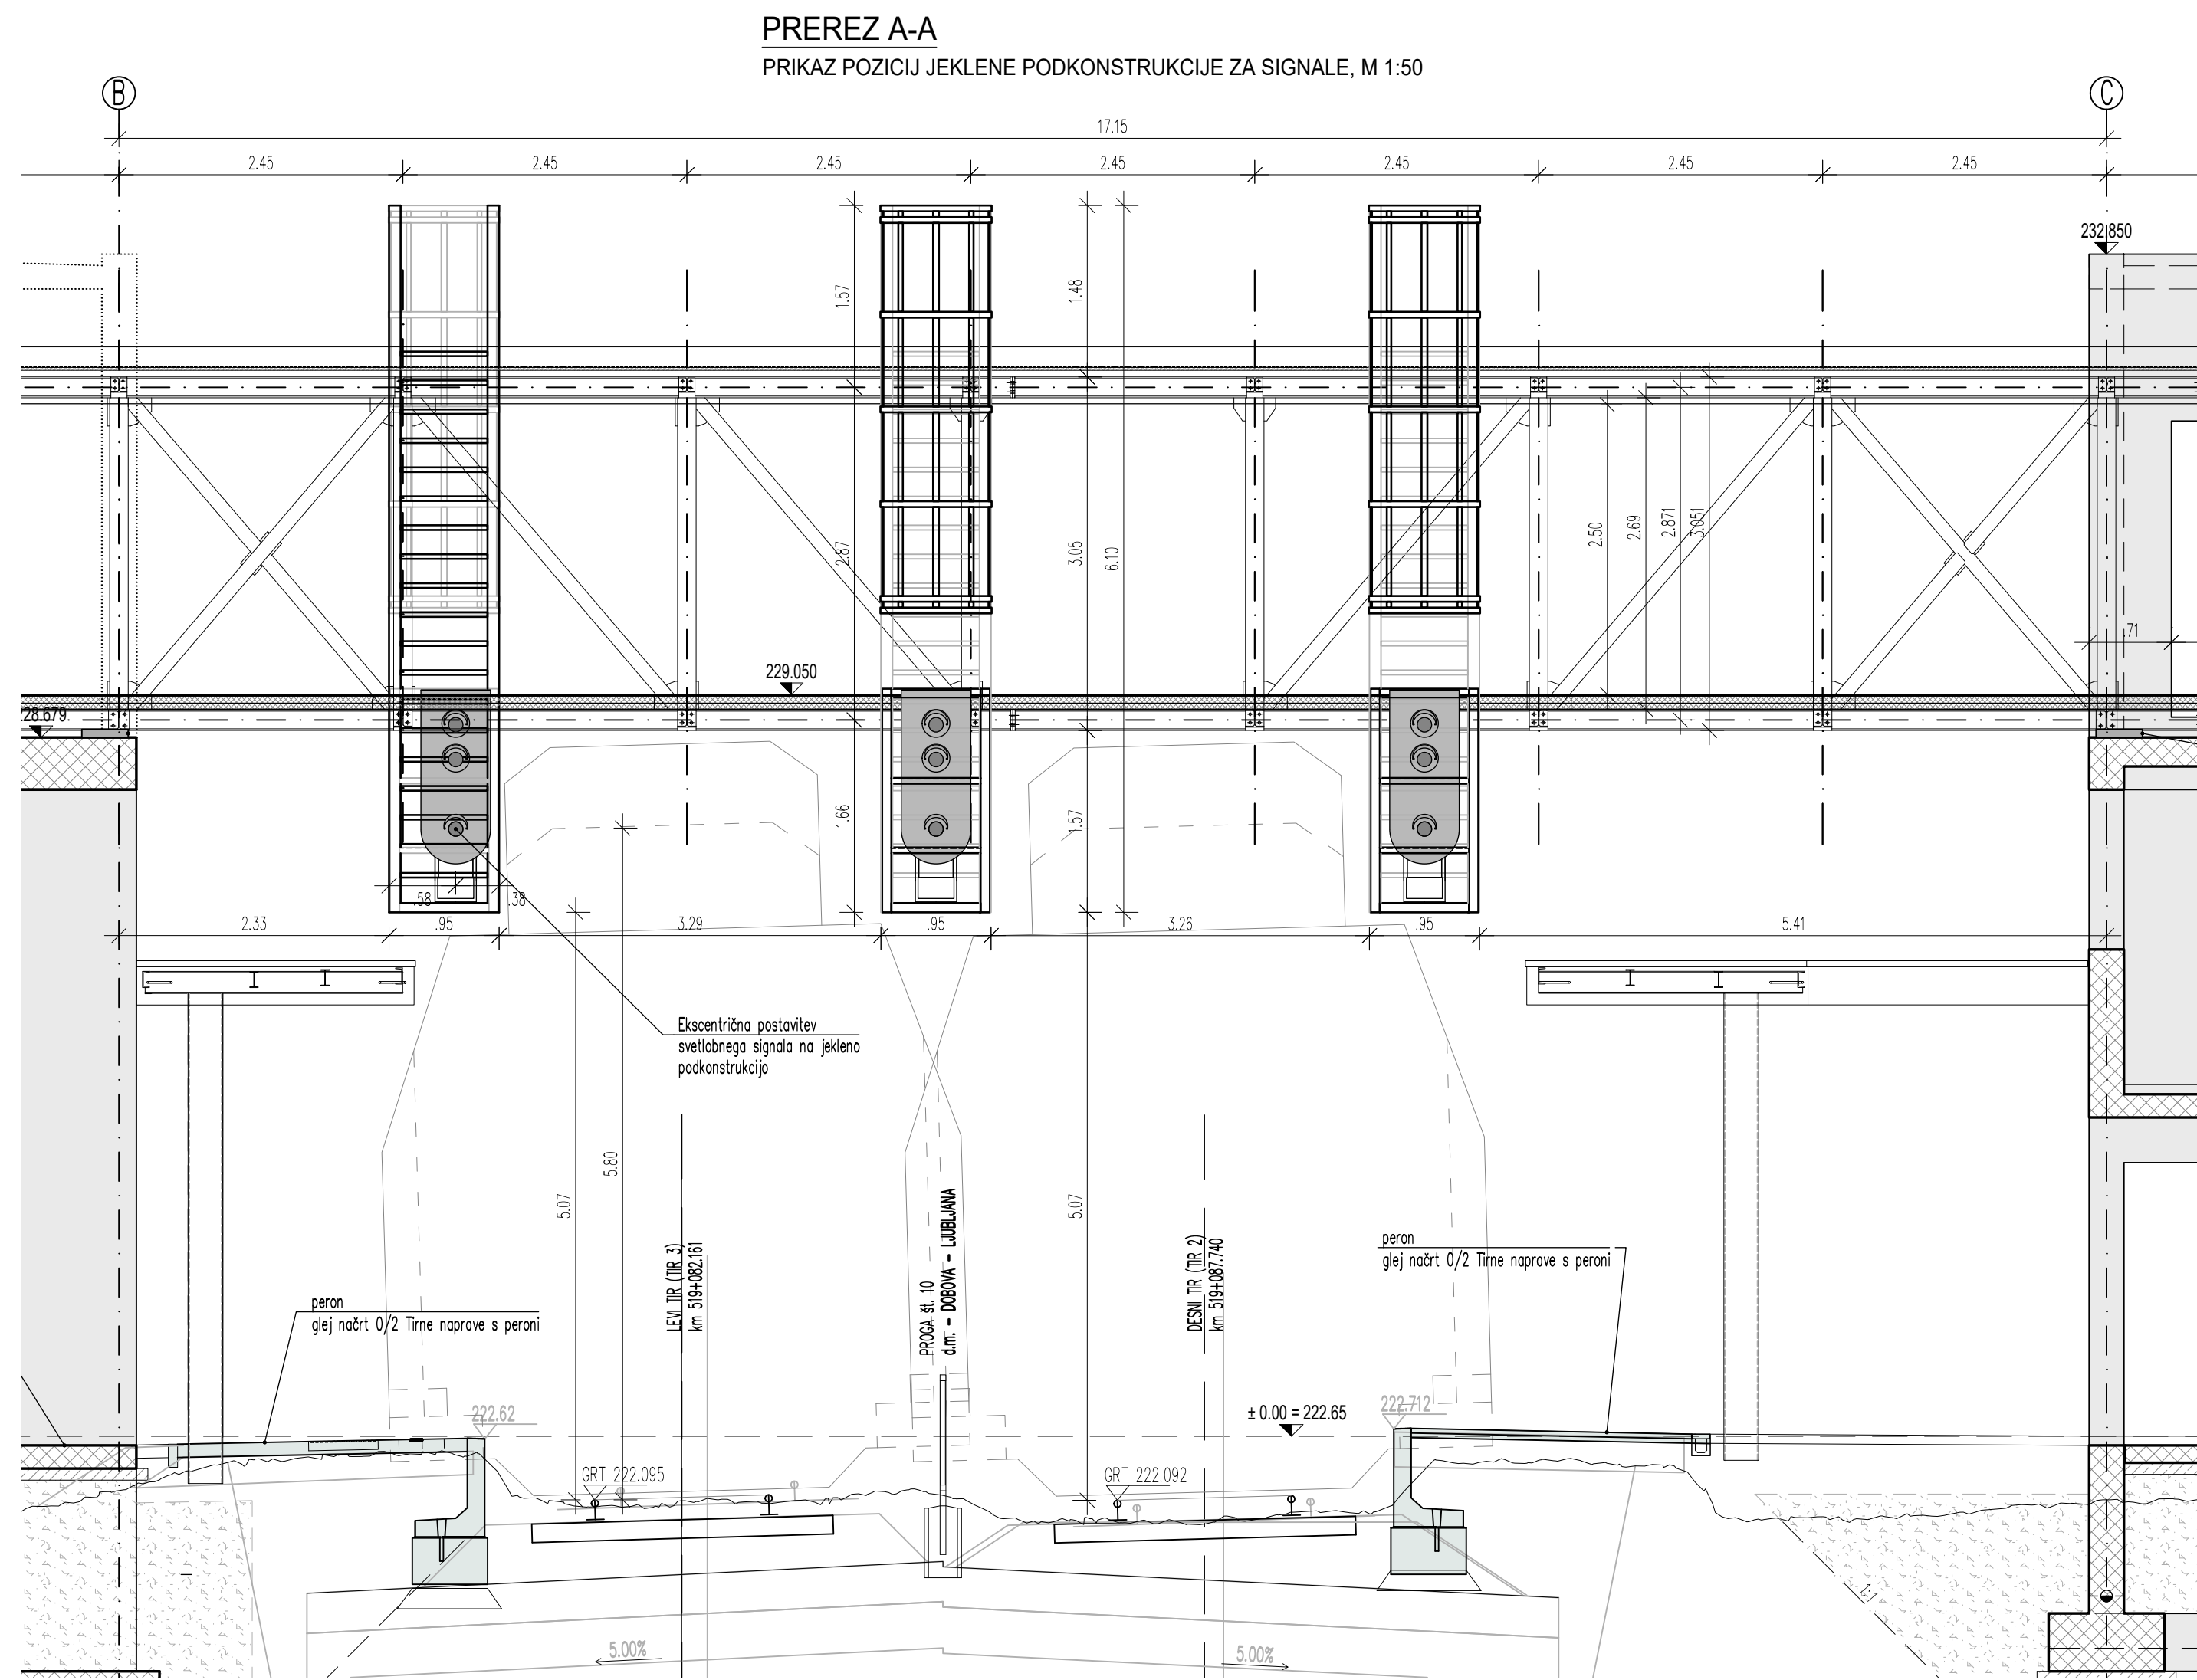 PREREZ A-A
PRIKAZ POZICIJ JEKLENE PODKONSTRUKCIJE ZA SIGNALE, M 1:50
B
C
17.15
2.45
2.45
2.45
2.45
2.45
2.45
2.45
232.850
1.57
1.48
2.87
3.05
6.10
2.50
2.69
2.871
3.051
.71
229.050
28.679
1.66
1.57
.58
.38
2.33
.95
3.29
.95
3.26
.95
5.41
Ekscentrična postavitev
svetlobnega signala na jekleno
podkonstrukcijo
5.07
5.80
5.07
LEVI TIR (TIR 3)
km 519+082.161
PROGA št. 10
d.m. - DOBOVA - LJUBLJANA
DESNI TIR (TIR 2)
km 519+087.740
peron
glej načrt 0/2 Tirne naprave s peroni
peron
glej načrt 0/2 Tirne naprave s peroni
222.62
± 0.00 = 222.65
222.712
GRT 222.095
GRT 222.092
1:1
5.00%
5.00%